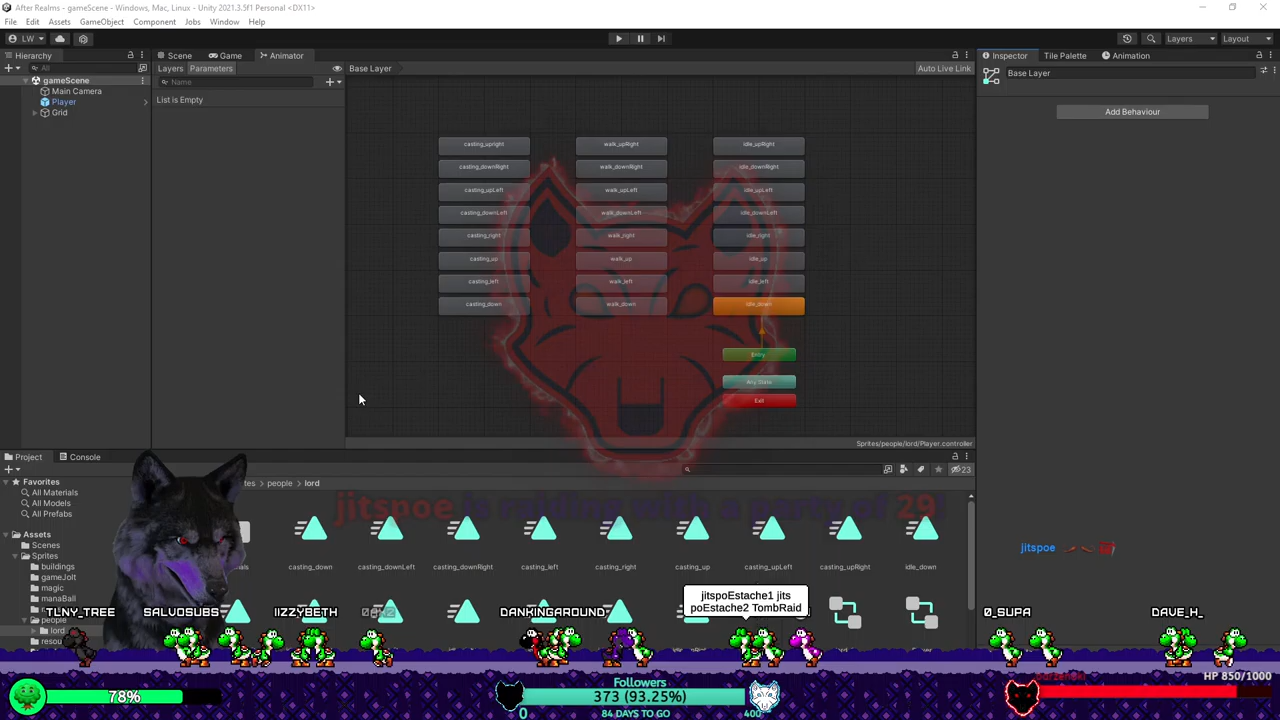 After Realms - gameScene - Windows, Mac, Linux - Unity 2021.3.5f1 Personal <DX11>
File Edit Assets GameObject Component Jobs Window Help
LW
Layers Layout
Hierarchy
Scene Game Animator
Inspector Tile Palette Animation
All
Layers Parameters
Base Layer
Auto Live Link
Base Layer
gameScene
Name
Main Camera
List is Empty
Player
Add Behaviour
Grid
casting_upright walk_upRight idle_upRight
casting_downRight walk_downRight idle_downRight
casting_upLeft walk_upLeft idle_upLeft
casting_downLeft walk_downLeft idle_downLeft
casting_right walk_right idle_right
casting_up walk_up idle_up
casting_left walk_left idle_left
casting_down walk_down idle_down
Entry
Any State
Exit
Sprites/people/lord/Player.controller
Project Console
23
Favorites
people lord
All Materials
All Models
All Prefabs
jitspoe is raiding with a party of 29!
Assets
Scenes
Sprites
buildings
gameJolt
magic
manaBall
people
lord
casting_down casting_downLeft casting_downRight casting_left casting_right casting_up casting_upLeft casting_upRight idle_down
jitspoe
jitspoEstache1 jits
poEstache2 TombRaid
TLNY_TREE SALVOSUBS IIZZYBETH DANKINGAROUND 0_SUPA DAVE_H_
78%
Followers
373 (93.25%)
0 84 DAYS TO GO 400
HP 850/1000